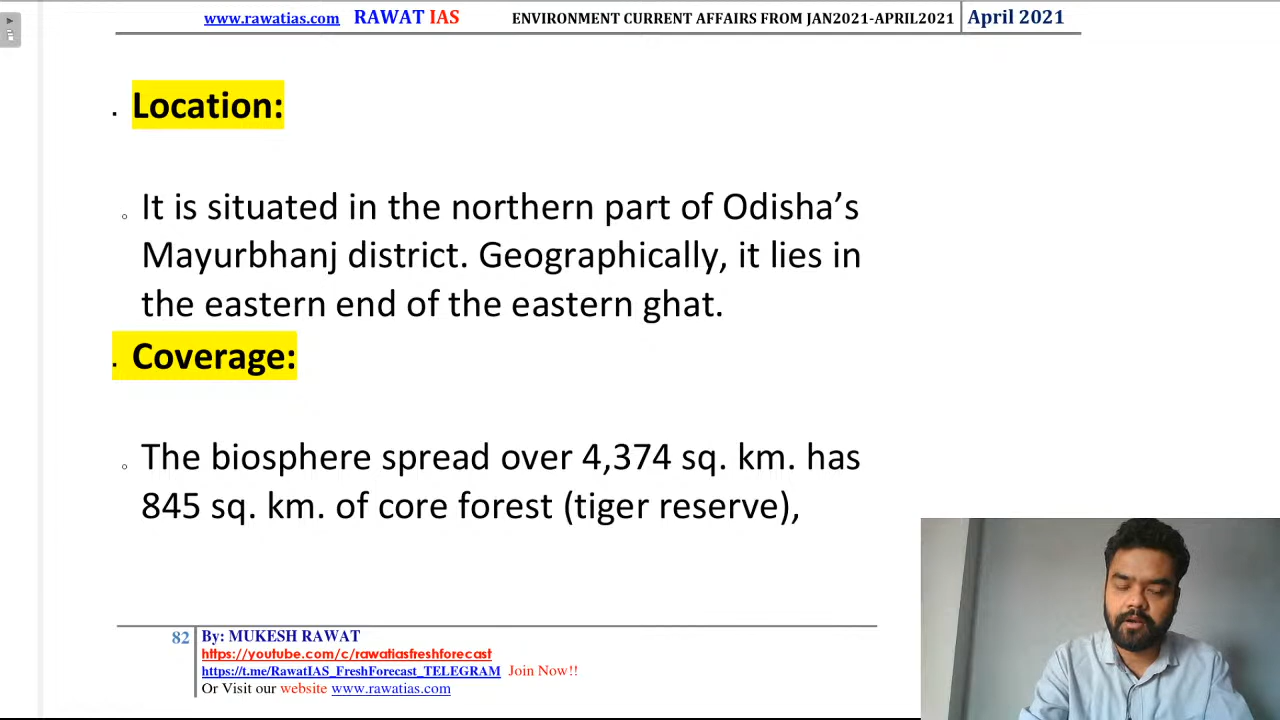 www.rawatias.com RAWAT IAS ENVIRONMENT CURRENT AFFAIRS FROM JAN2021-APRIL2021 April 2021
Location:
It is situated in the northern part of Odisha’s
Mayurbhanj district. Geographically, it lies in
the eastern end of the eastern ghat.
Coverage:
The biosphere spread over 4,374 sq. km. has
845 sq. km. of core forest (tiger reserve),
82 By: MUKESH RAWAT
https://youtube.com/c/rawatiasfreshforecast
https://t.me/RawatIAS_FreshForecast_TELEGRAM Join Now!!
Or Visit our website www.rawatias.com